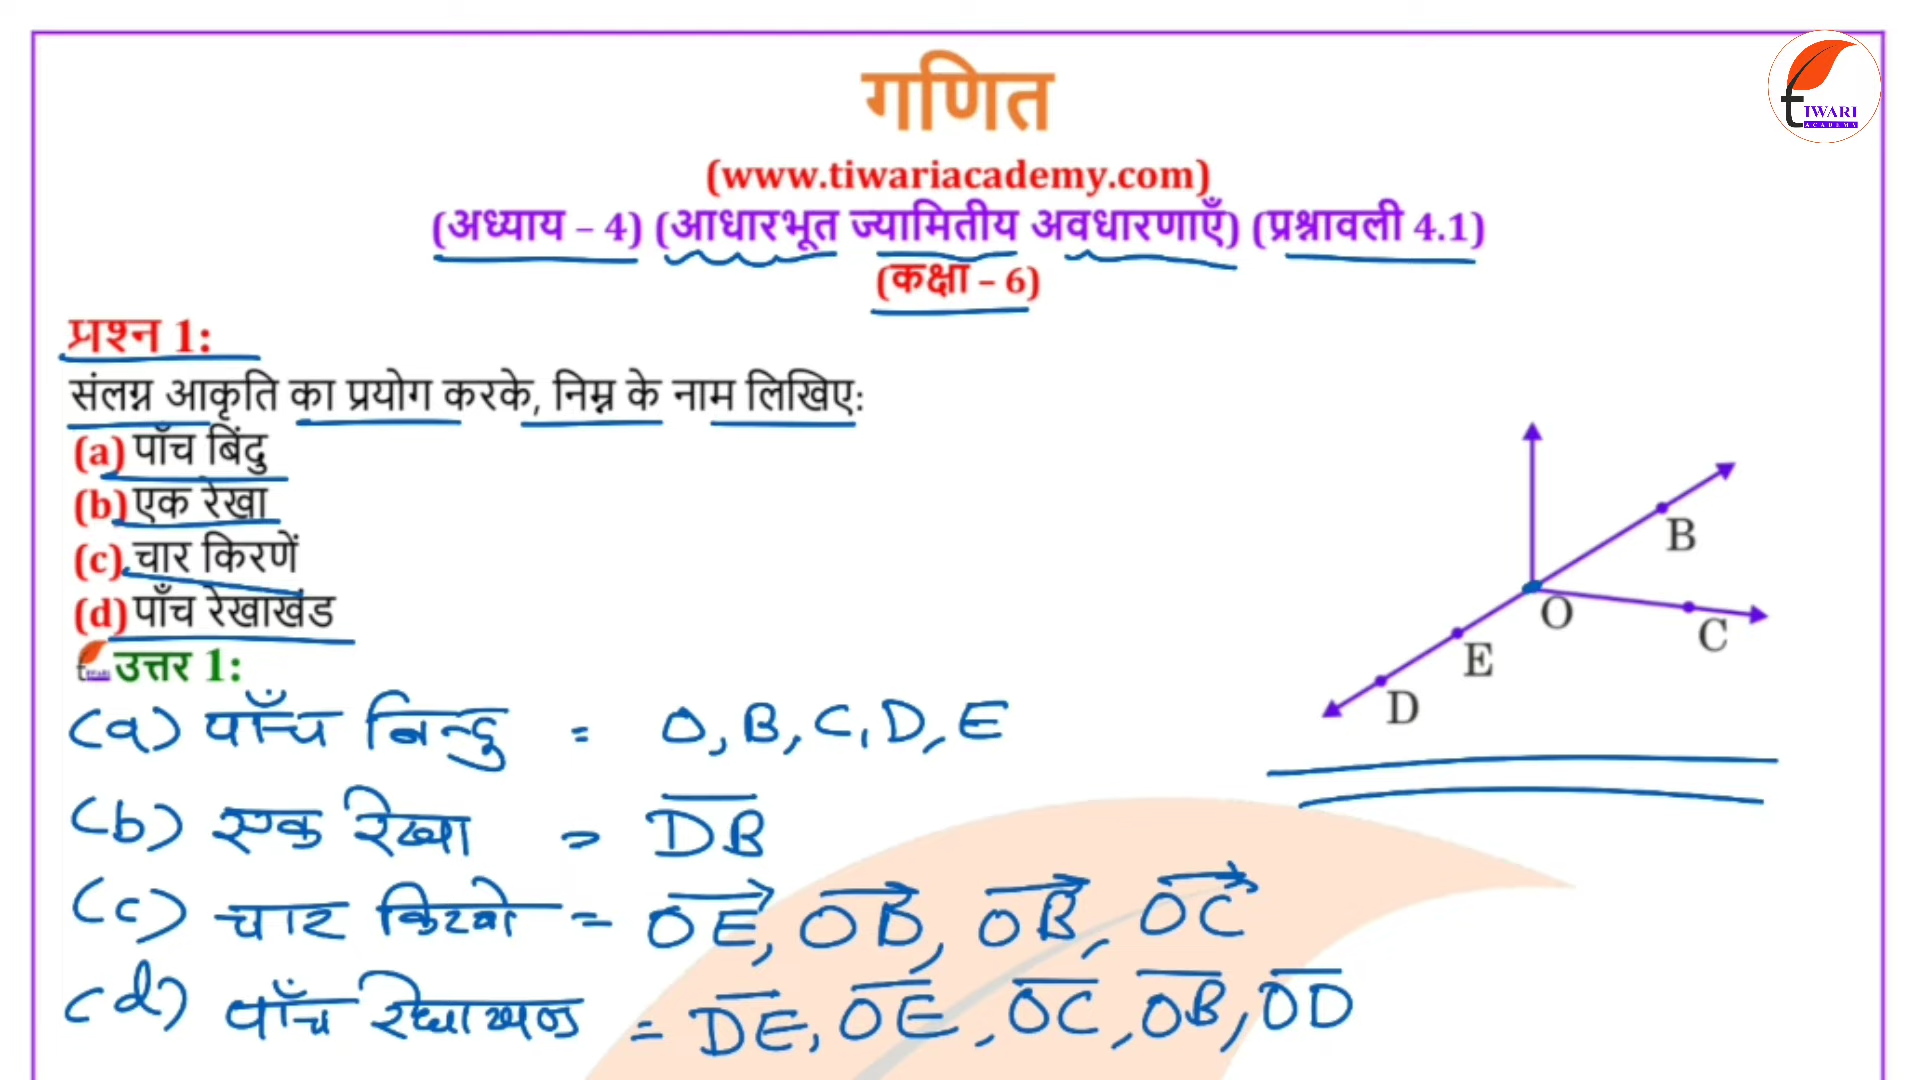 गणित
tIWARI
ACADEMY
(www.tiwariacademy.com)
(अध्याय – 4) (आधारभूत ज्यामितीय अवधारणाएँ) (प्रश्नावली 4.1)
(कक्षा – 6)
प्रश्न 1:
संलग्न आकृति का प्रयोग करके, निम्न के नाम लिखिए:
(a) पाँच बिंदु
(b) एक रेखा
(c) चार किरणें
(d) पाँच रेखाखंड
B
O
C
E
D
उत्तर 1:
(a) पाँच बिन्दु = O, B, C, D, E
(b) एक रेखा = DB
(c) चार किरणे = OE, OD, OB, OC
(d) पाँच रेखाखण्ड = DE, OE, OC, OB, OD